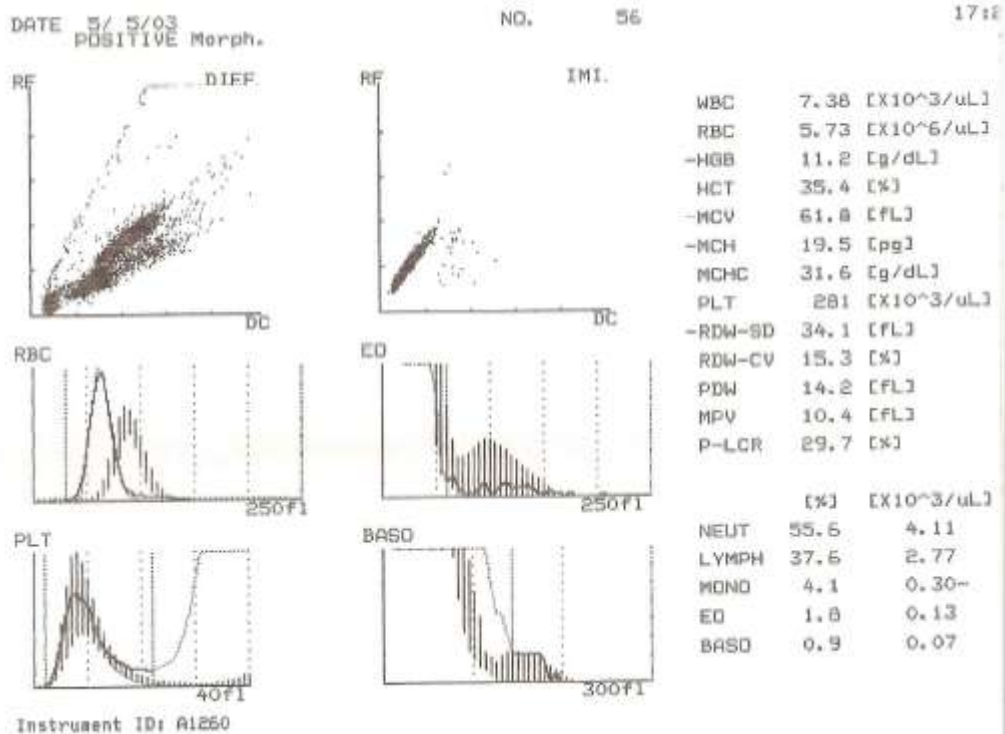 DATE 5/ 5/03
NO. 56
POSITIVE Morph.
RF DIFF.
DC
RF IMI.
DC
RBC
250fl
EO
250fl
PLT
40fl
BASO
300fl
WBC 7.38 [X10^3/uL]
RBC 5.73 [X10^6/uL]
-HGB 11.2 [g/dL]
HCT 35.4 [%]
-MCV 61.8 [fL]
-MCH 19.5 [pg]
MCHC 31.6 [g/dL]
PLT 281 [X10^3/uL]
-RDW-SD 34.1 [fL]
RDW-CV 15.3 [%]
PDW 14.2 [fL]
MPV 10.4 [fL]
P-LCR 29.7 [%]
[%] [X10^3/uL]
NEUT 55.6 4.11
LYMPH 37.6 2.77
MONO 4.1 0.30-
EO 1.8 0.13
BASO 0.9 0.07
Instrument ID: A1260